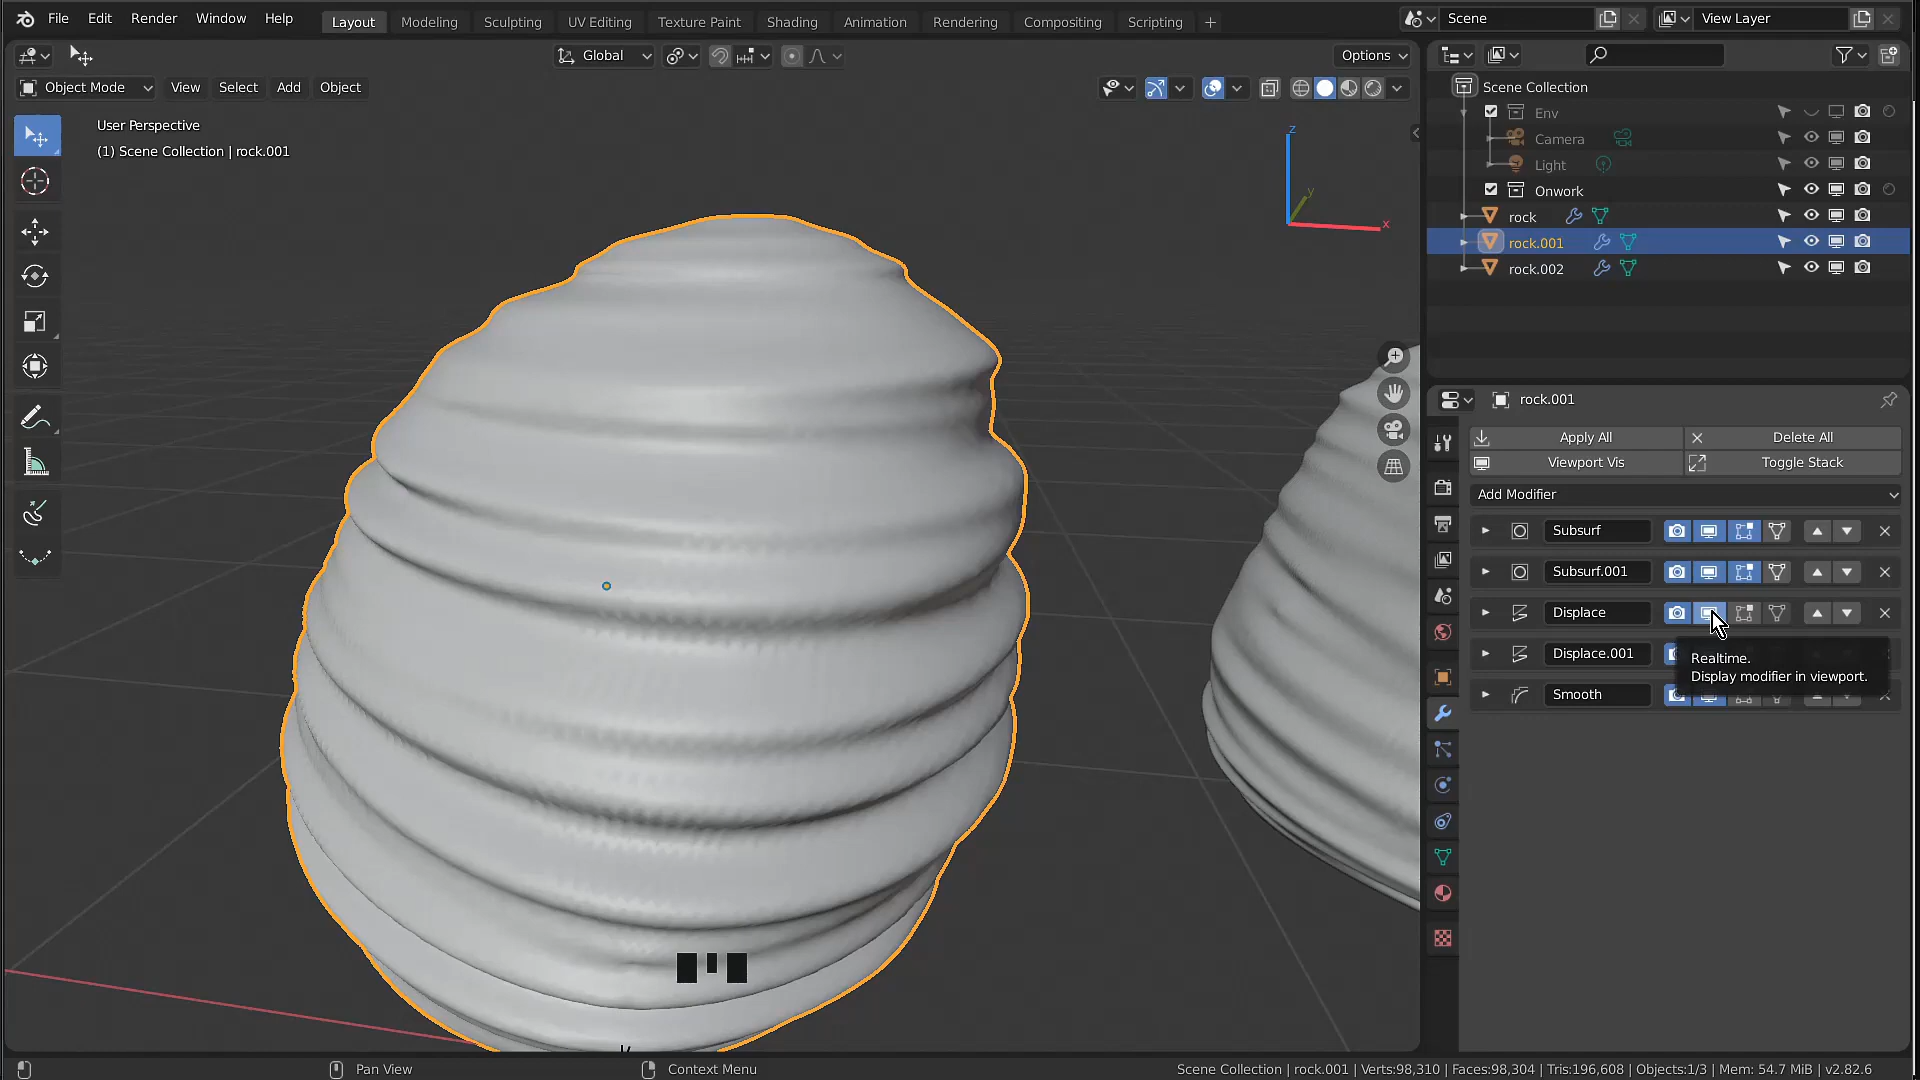 File Edit Render Window Help
Layout Modeling Sculpting UV Editing Texture Paint Shading Animation Rendering Compositing Scripting +
Scene
View Layer
Global
Options
Object Mode View Select Add Object
User Perspective
(1) Scene Collection | rock.001
z
y
x
Scene Collection
Env
Camera
Light
Onwork
rock
rock.001
rock.002
rock.001
Apply All
Delete All
Viewport Vis
Toggle Stack
Add Modifier
Subsurf
Subsurf.001
Displace
Displace.001
Realtime.
Display modifier in viewport.
Smooth
Pan View
Context Menu
Scene Collection | rock.001 | Verts:98,310 | Faces:98,304 | Tris:196,608 | Objects:1/3 | Mem: 54.7 MiB | v2.82.6